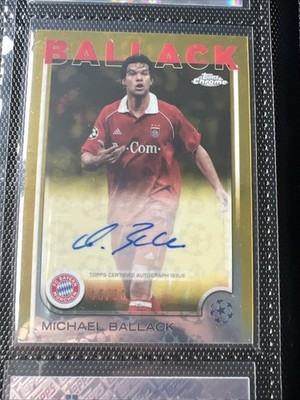 BALLACK
Topps
Chrome
.Com
TOPPS CERTIFIED AUTOGRAPH ISSUE
MICHAEL BALLACK